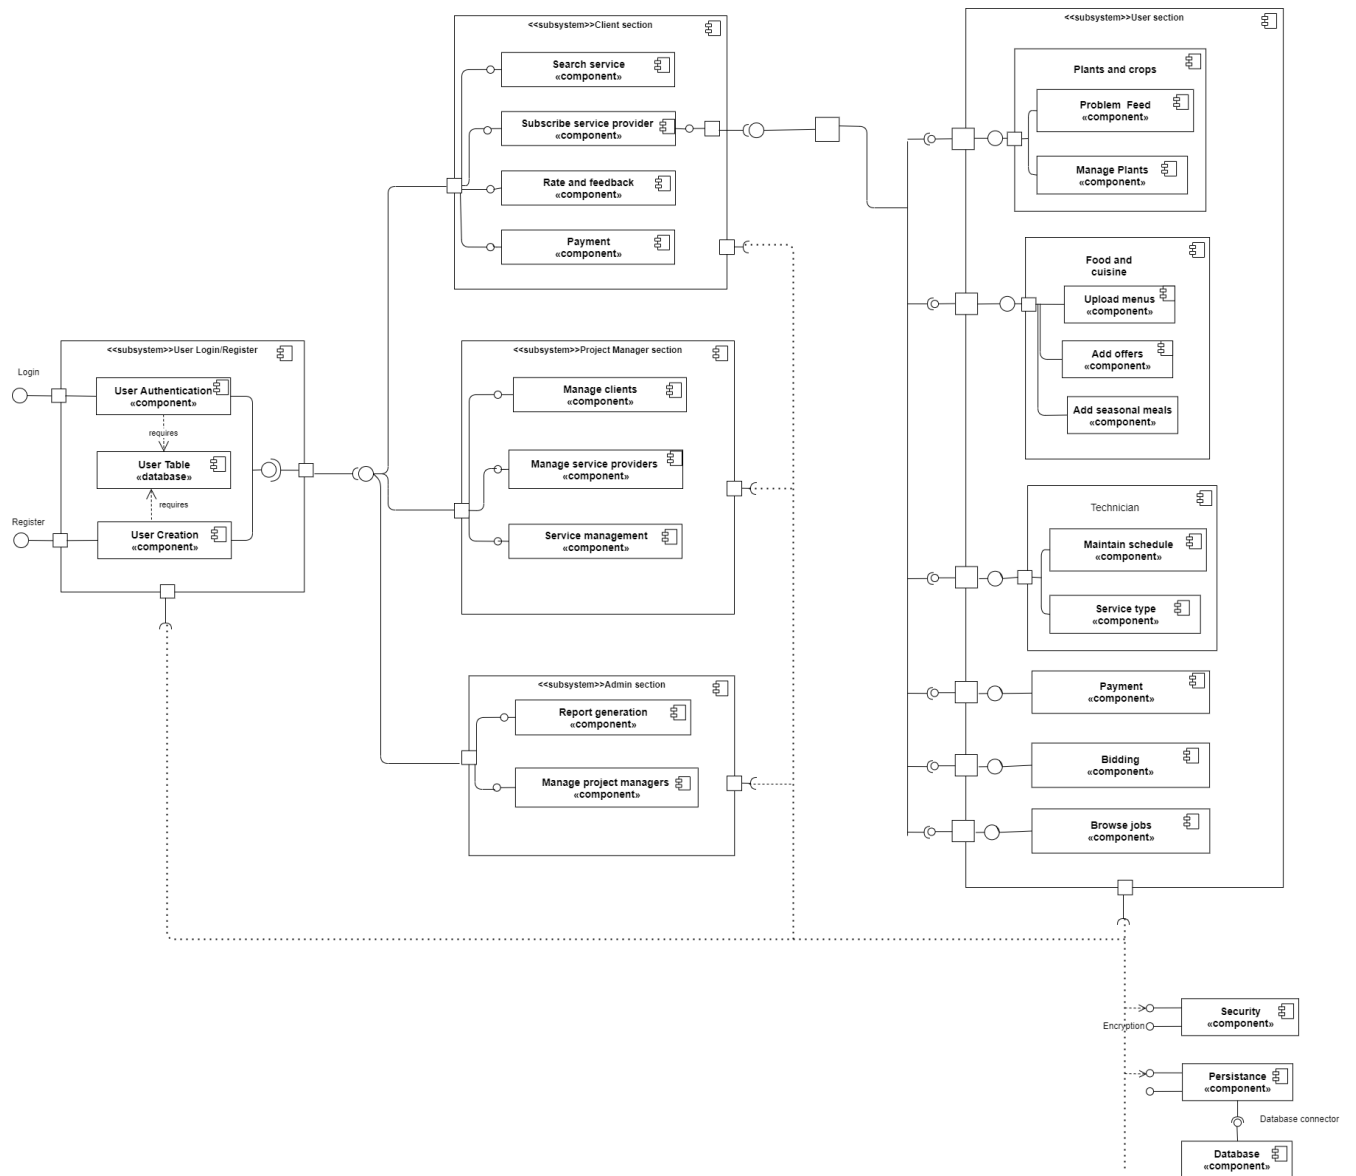 <<subsystem>>Client section
Search service
«component»
Subscribe service provider
«component»
Rate and feedback
«component»
Payment
«component»
<<subsystem>>User section
Plants and crops
Problem Feed
«component»
Manage Plants
«component»
Food and
cuisine
Upload menus
«component»
Add offers
«component»
Add seasonal meals
«component»
Technician
Maintain schedule
«component»
Service type
«component»
Payment
«component»
Bidding
«component»
Browse jobs
«component»
<<subsystem>>User Login/Register
Login
User Authentication
«component»
requires
User Table
«database»
requires
Register
User Creation
«component»
<<subsystem>>Project Manager section
Manage clients
«component»
Manage service providers
«component»
Service management
«component»
<<subsystem>>Admin section
Report generation
«component»
Manage project managers
«component»
Security
«component»
Encryption
Persistance
«component»
Database connector
Database
«component»